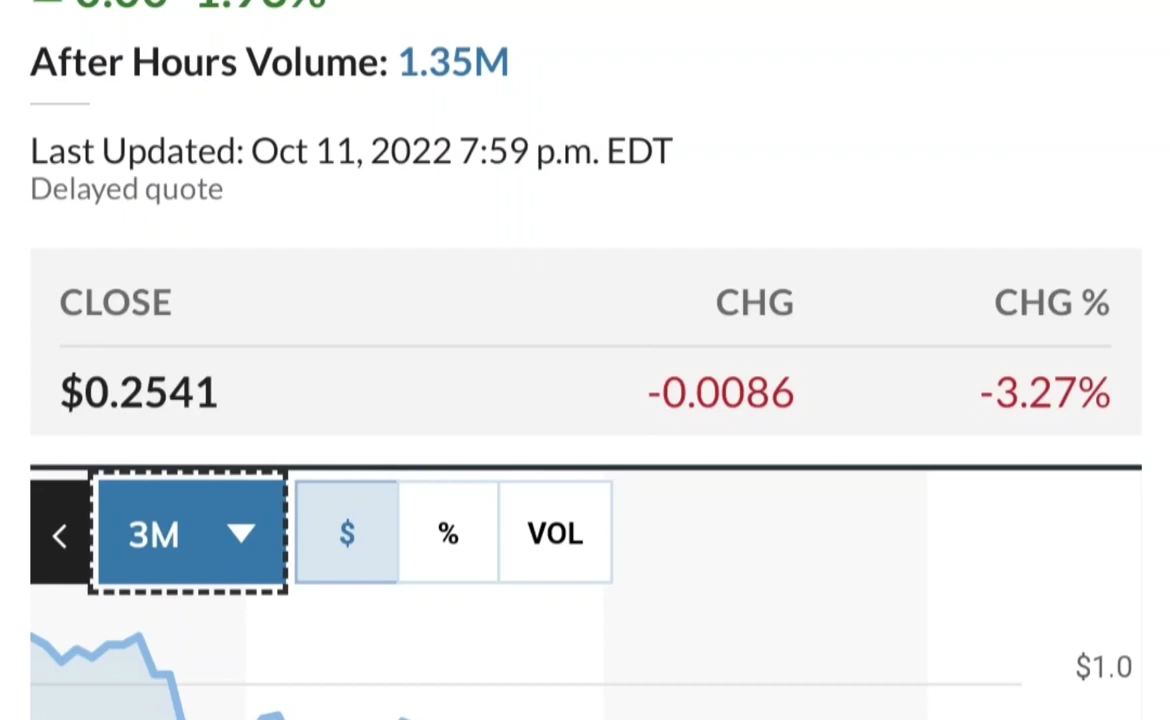 After Hours Volume: 1.35M
Last Updated: Oct 11, 2022 7:59 p.m. EDT
Delayed quote
CLOSE CHG CHG %
$0.2541 -0.0086 -3.27%
3M $ % VOL
$1.0